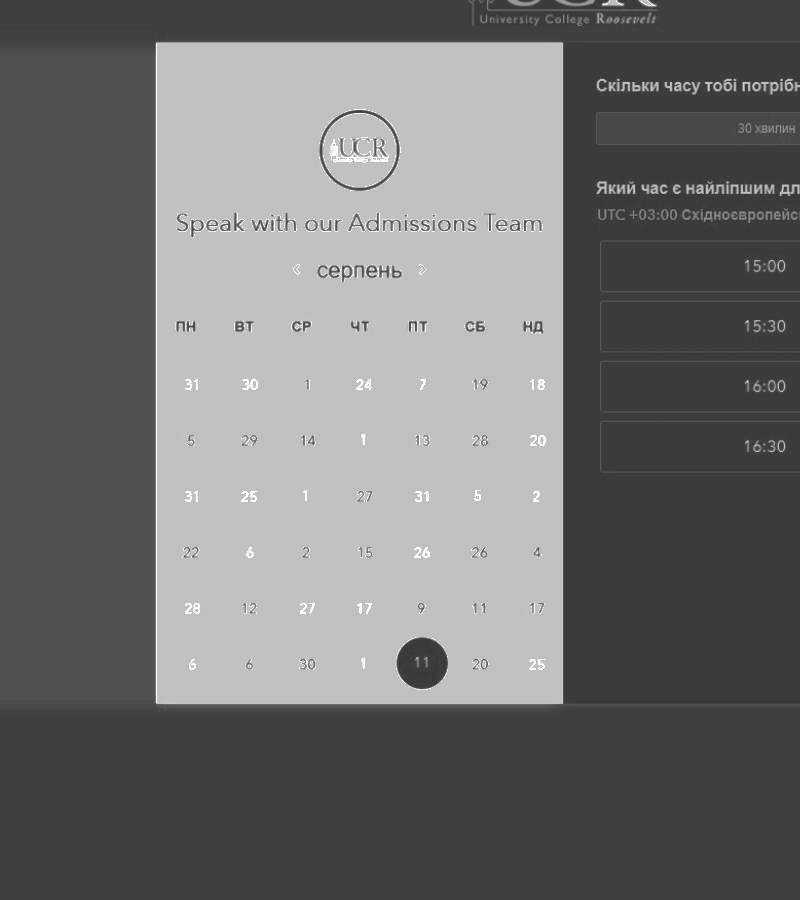 UCR
University College Roosevelt
UCR
Speak with our Admissions Team
‹ серпень ›
ПН ВТ СР ЧТ ПТ СБ НД
31 30 1 24 7 19 18
5 29 14 1 13 28 20
31 25 1 27 31 5 2
22 6 2 15 26 26 4
28 12 27 17 9 11 17
6 6 30 1 11 20 25
Скільки часу тобі потрібн
30 хвилин
Який час є найліпшим дл
UTC +03:00 Східноєвропейс
15:00
15:30
16:00
16:30